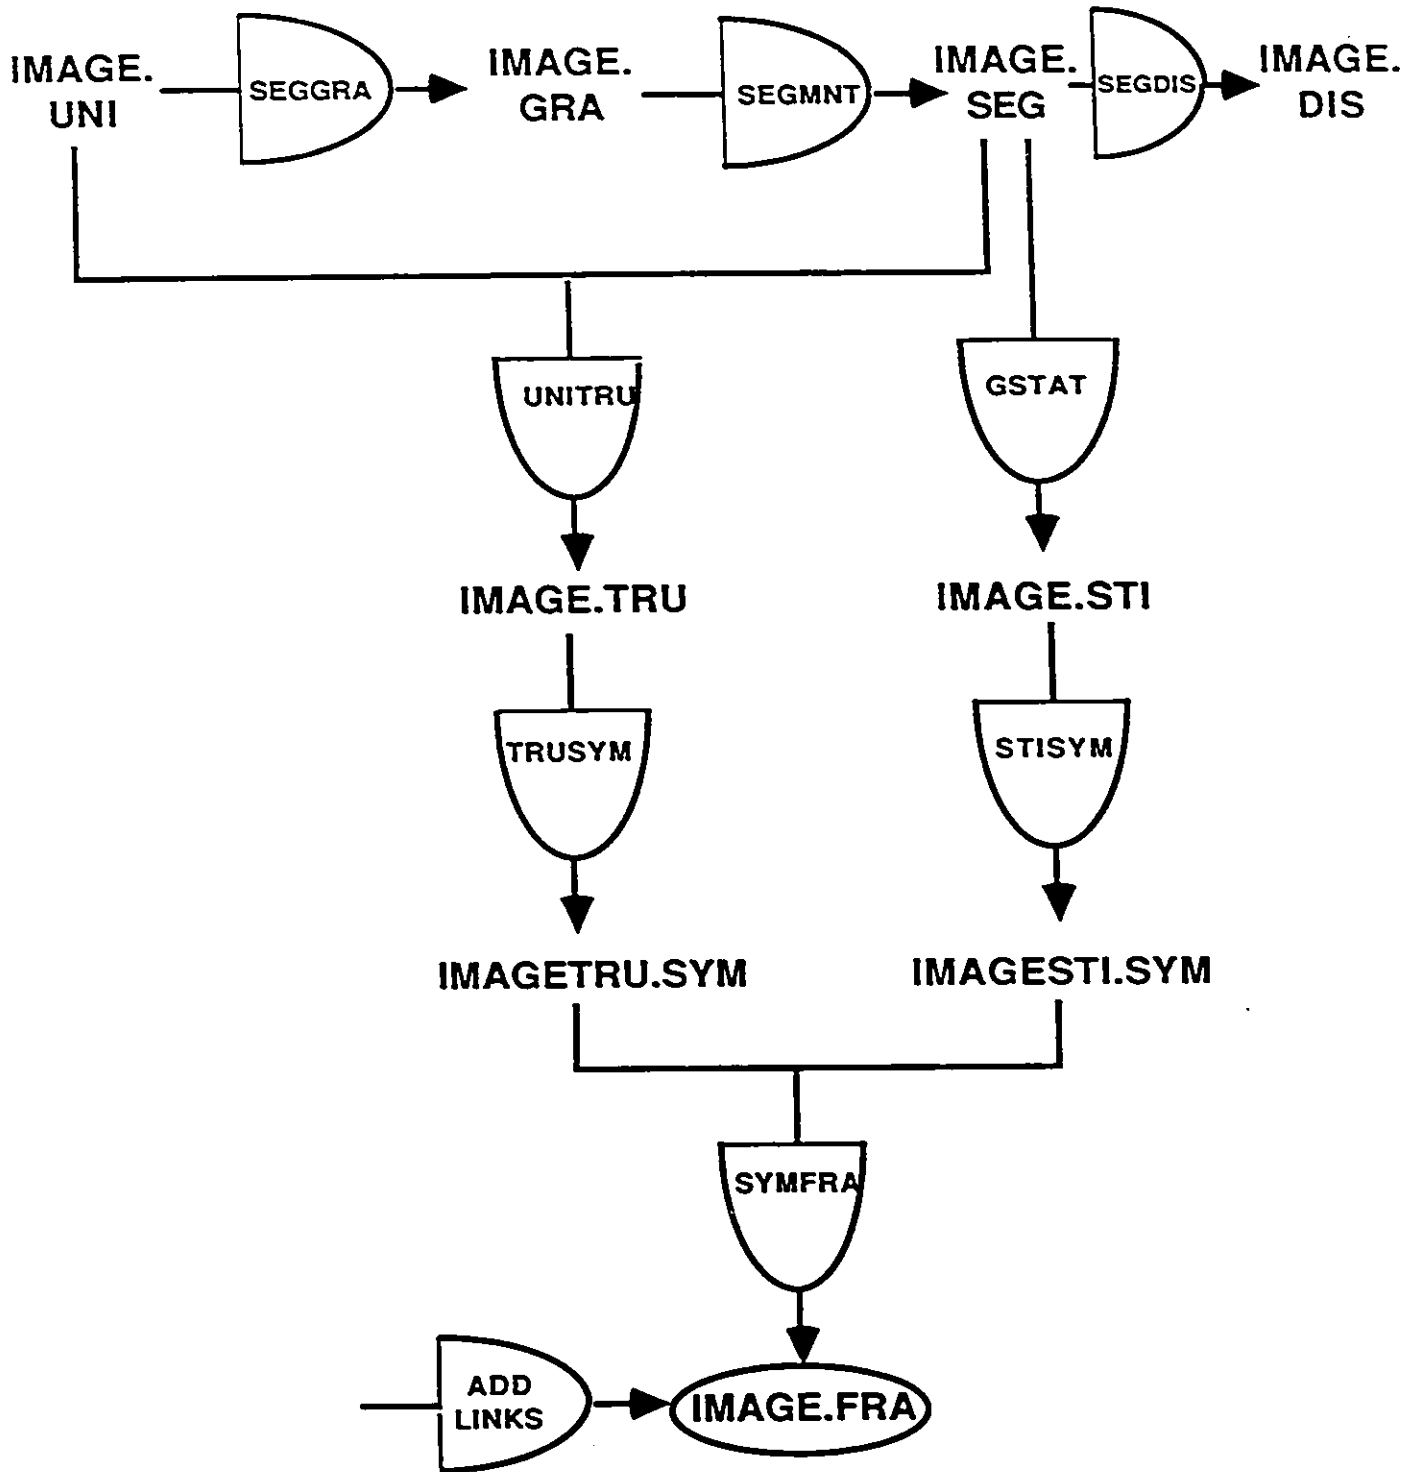 IMAGE.
UNI
SEGGRA
IMAGE.
GRA
SEGMNT
IMAGE.
SEG
SEGDIS
IMAGE.
DIS
UNITRU
GSTAT
IMAGE.TRU
IMAGE.STI
TRUSYM
STISYM
IMAGETRU.SYM
IMAGESTI.SYM
SYMFRA
ADD
LINKS
IMAGE.FRA